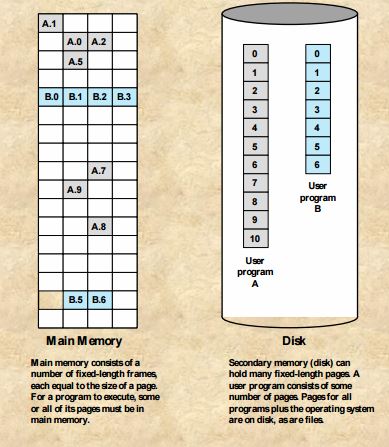 A.1
A.0 A.2
A.5
B.0 B.1 B.2 B.3
A.7
A.9
A.8
B.5 B.6
Main Memory
Main memory consists of a
number of fixed-length frames,
each equal to the size of a page.
For a program to execute, some
or all of its pages must be in
main memory.
0
1
2
3
4
5
6
7
8
9
10
User
program
A
0
1
2
3
4
5
6
User
program
B
Disk
Secondary memory (disk) can
hold many fixed-length pages. A
user program consists of some
number of pages. Pages for all
programs plus the operating system
are on disk, as are files.